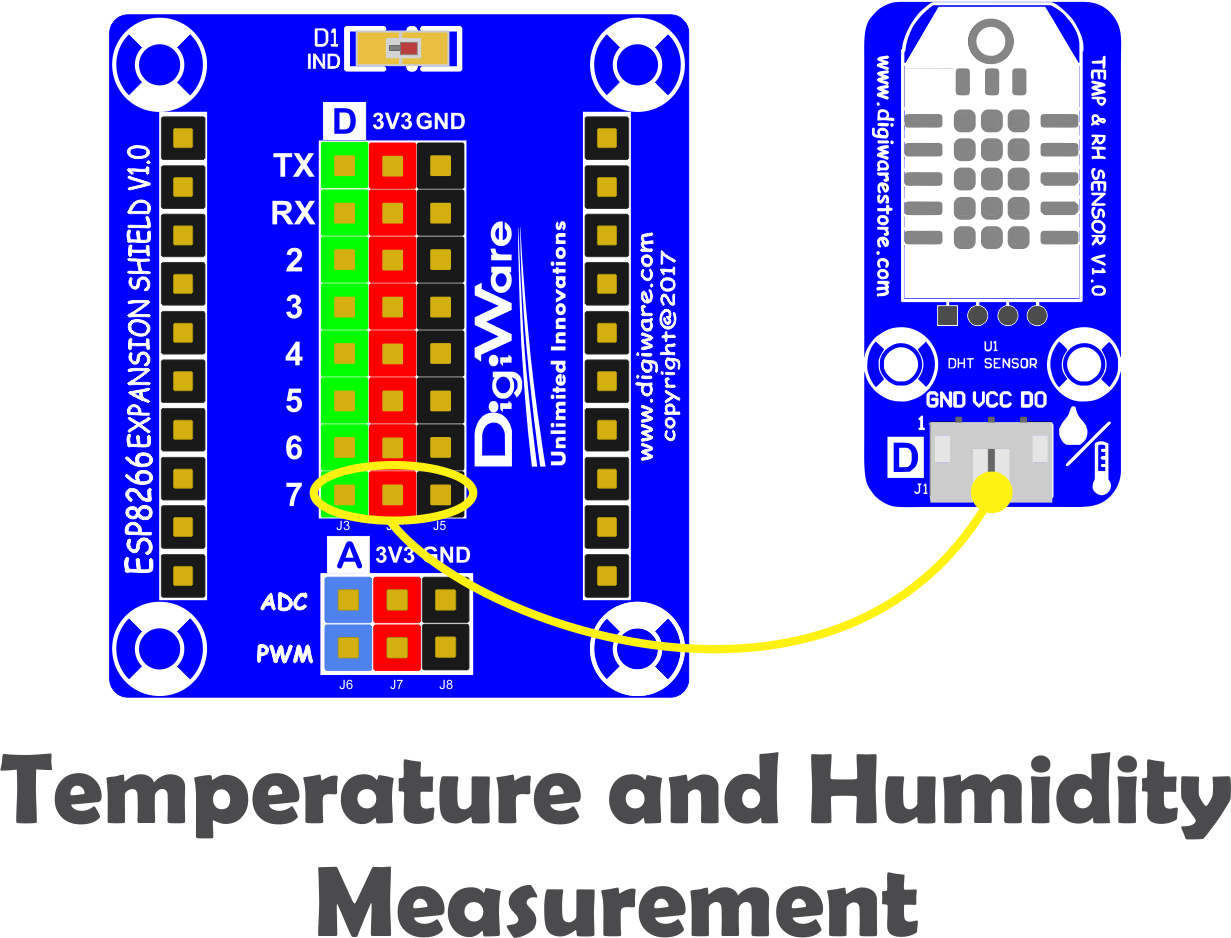 D1
IND
D 3V3 GND
TX
RX
2
3
4
5
6
7
J3 J5
A 3V3 GND
ADC
PWM
J6 J7 J8
ESP8266 EXPANSION SHIELD V1.0
DigiWare
Unlimited Innovations
www.digiware.com
copyright@2017
www.digiwarestore.com
TEMP & RH SENSOR V1.0
U1
DHT SENSOR
GND VCC DO
1
D
J1
Temperature and Humidity
Measurement